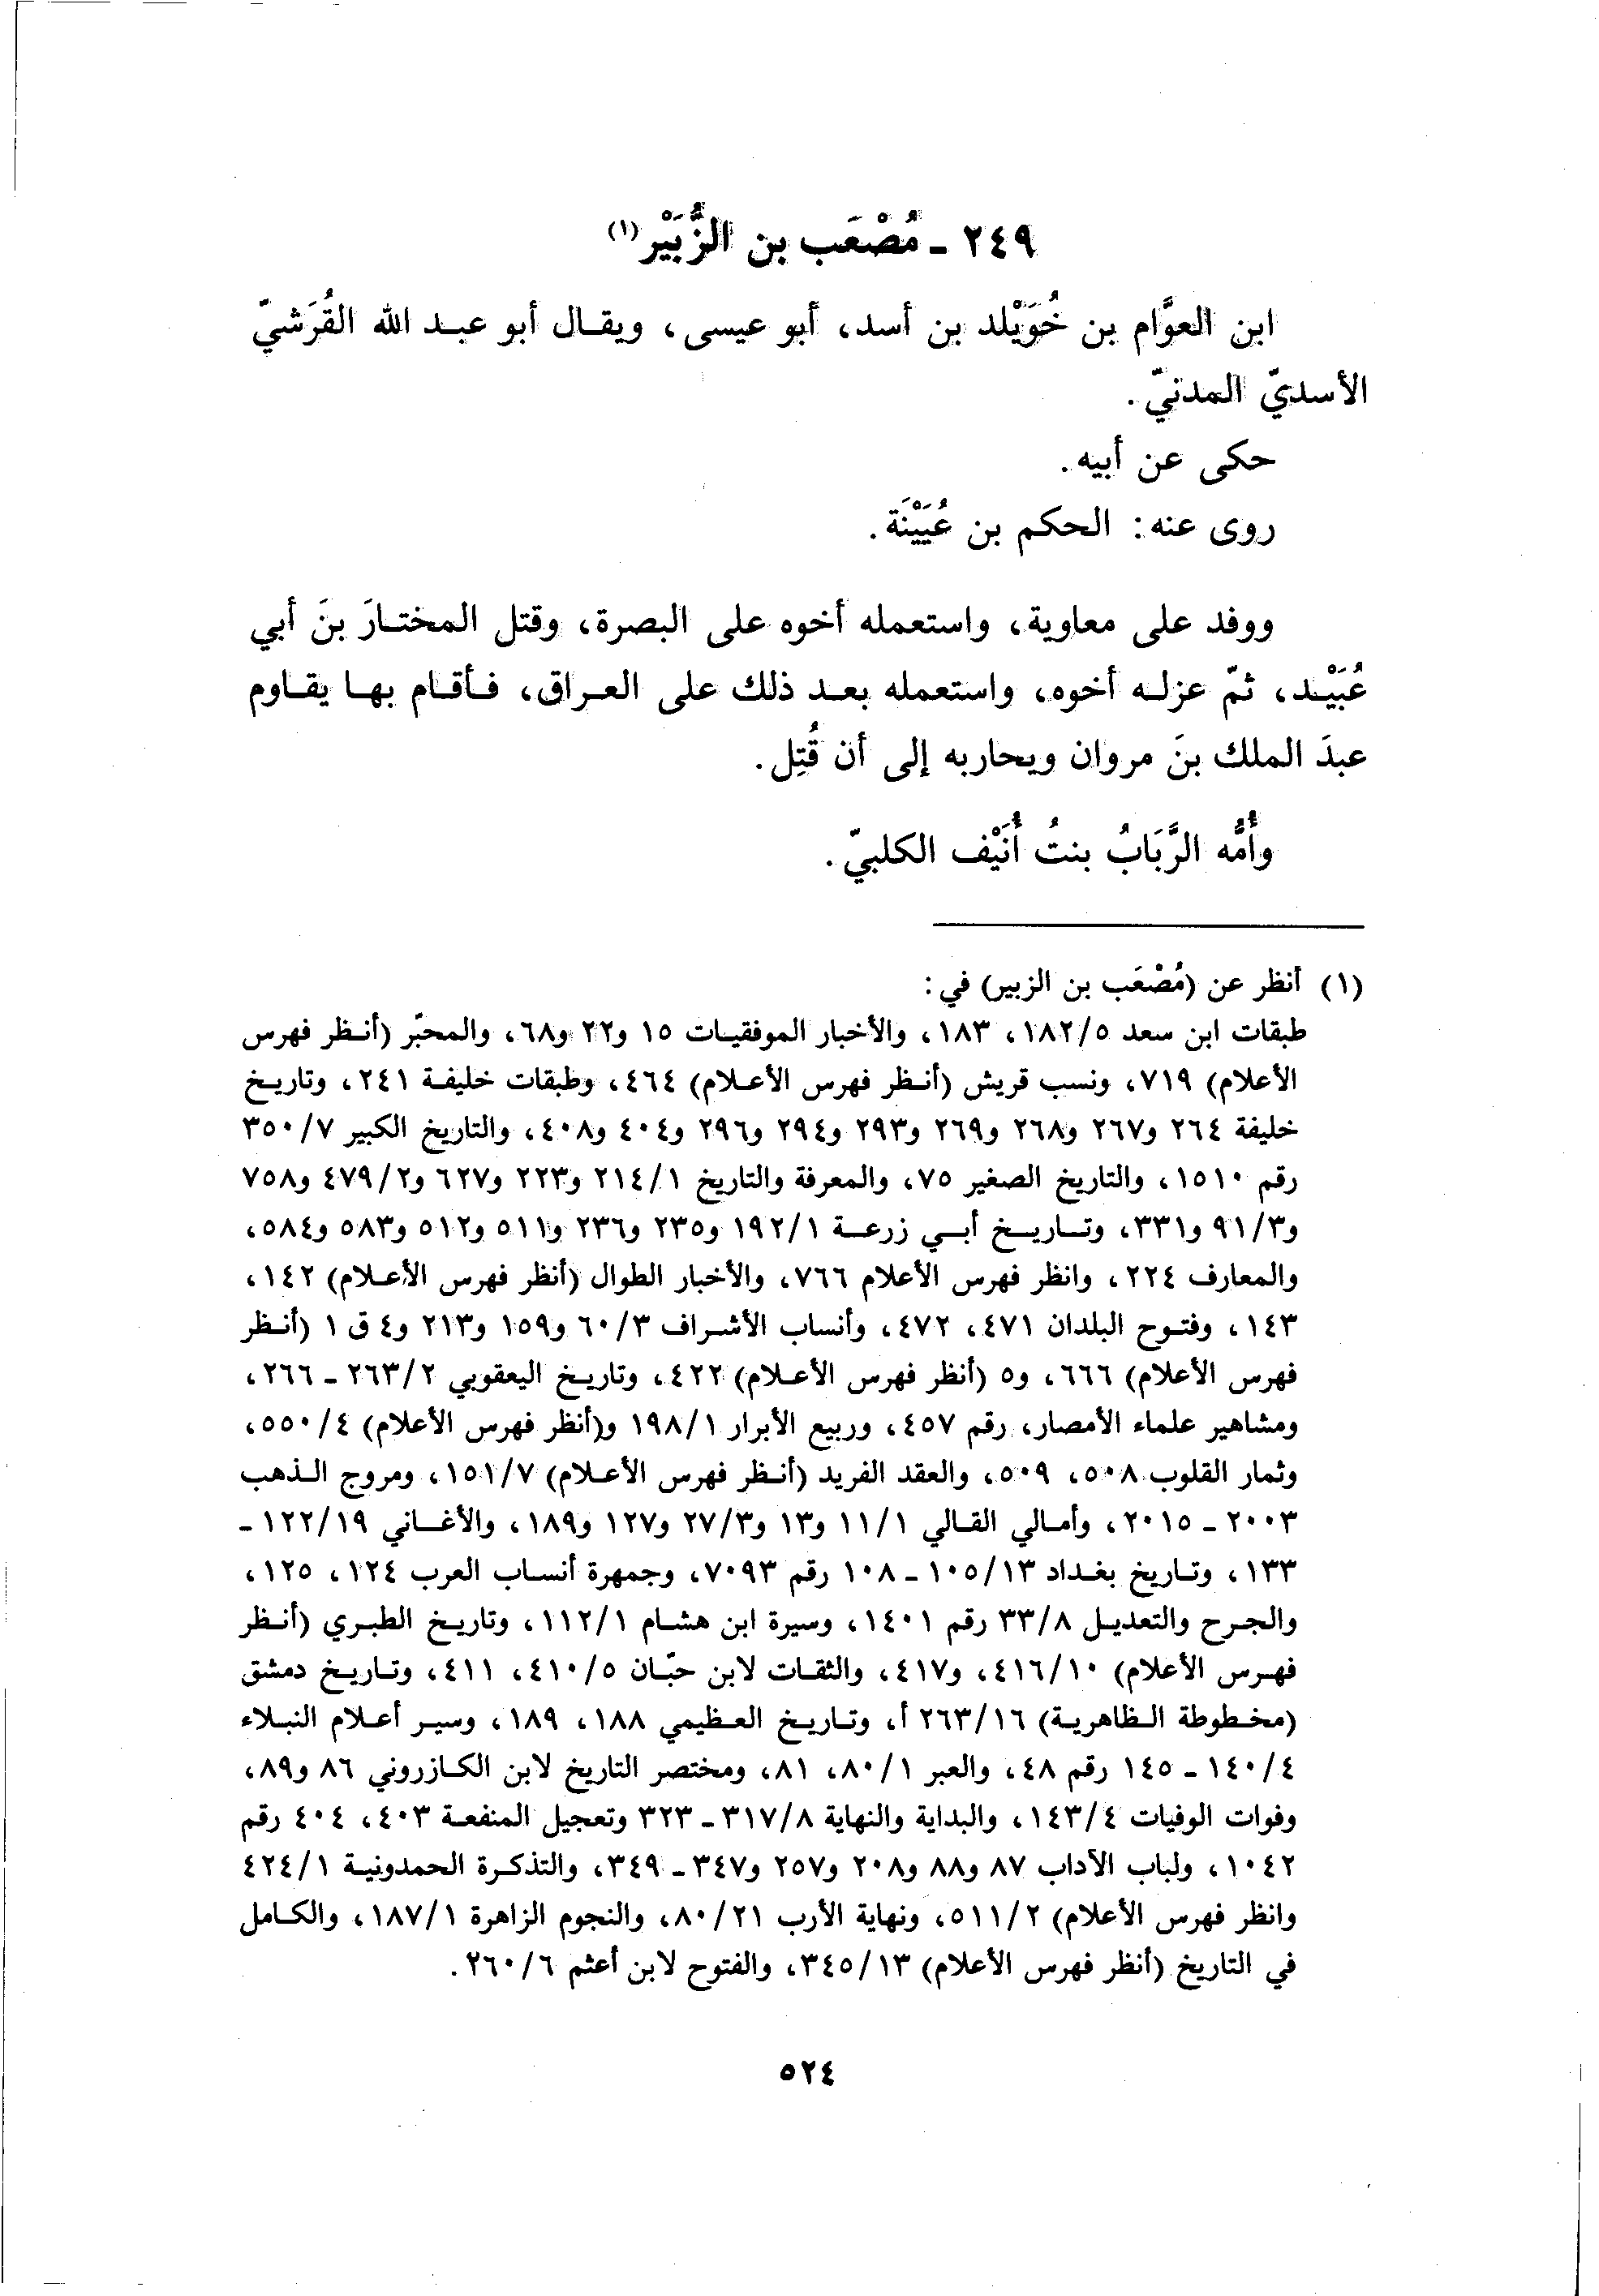 ٢٤٩ - مُصْعَب بن الزُّبَيْر(١)
ابن العوَّام بن خُوَيْلد بن أسد، أبو عيسى، ويقال أبو عبد الله القُرَشيّ
الأسديّ المدنيّ.
حكى عن أبيه.
روى عنه: الحكم بن عُيَيْنَة.
ووفد على معاوية، واستعمله أخوه على البصرة، وقتل المختارَ بنَ أبي
عُبَيْد، ثمّ عزله أخوه، واستعمله بعد ذلك على العراق، فأقام بها يقاوم
عبدَ الملك بنَ مروان ويحاربه إلى أن قُتِل.
وأُمُّه الرَّبَابُ بنتُ أُنَيْف الكلبيّ.
(١) أنظر عن (مُصْعَب بن الزبير) في:
طبقات ابن سعد ١٨٢/٥، ١٨٣، والأخبار الموفقيات ١٥ و٢٢ و٦٨، والمحبّر (أنظر فهرس
الأعلام) ٧١٩، ونسب قريش (أنظر فهرس الأعلام) ٤٦٤، وطبقات خليفة ٢٤١، وتاريخ
خليفة ٢٦٤ و٢٦٧ و٢٦٨ و٢٦٩ و٢٩٣ و٢٩٤ و٢٩٦ و٤٠٤ و٤٠٨، والتاريخ الكبير ٣٥٠/٧
رقم ١٥١٠، والتاريخ الصغير ٧٥، والمعرفة والتاريخ ٢١٤/١ و٢٢٣ و٦٢٧ و٤٧٩/٢ و٧٥٨
و٩١/٣ و٣٣١، وتاريخ أبي زرعة ١٩٢/١ و٢٣٥ و٢٣٦ و٥١١ و٥١٢ و٥٨٣ و٥٨٤،
والمعارف ٢٢٤، وانظر فهرس الأعلام ٧٦٦، والأخبار الطوال (أنظر فهرس الأعلام) ١٤٢،
١٤٣، وفتوح البلدان ٤٧١، ٤٧٢، وأنساب الأشراف ٦٠/٣ و١٥٩ و٢١٣ و٤ ق ١ (أنظر
فهرس الأعلام) ٦٦٦، و٥ (أنظر فهرس الأعلام) ٤٢٢، وتاريخ اليعقوبي ٢٦٣/٢ - ٢٦٦،
ومشاهير علماء الأمصار، رقم ٤٥٧، وربيع الأبرار ١٩٨/١ و(أنظر فهرس الأعلام) ٥٥٠/٤،
وثمار القلوب ٥٠٨، ٥٠٩، والعقد الفريد (أنظر فهرس الأعلام) ١٥١/٧، ومروج الذهب
٢٠٠٣ - ٢٠١٥، وأمالي القالي ١١/١ و١٣ و٢٧/٣ و١٢٧ و١٨٩، والأغاني ١٢٢/١٩ -
١٣٣، وتاريخ بغداد ١٠٥/١٣ - ١٠٨ رقم ٧٠٩٣، وجمهرة أنساب العرب ١٢٤، ١٢٥،
والجرح والتعديل ٣٣/٨ رقم ١٤٠١، وسيرة ابن هشام ١١٢/١، وتاريخ الطبري (أنظر
فهرس الأعلام) ٤١٦/١٠، و٤١٧، والثقات لابن حبّان ٤١٠/٥، ٤١١، وتاريخ دمشق
(مخطوطة الظاهرية) ٢٦٣/١٦ أ، وتاريخ العظيمي ١٨٨، ١٨٩، وسير أعلام النبلاء
١٤٠/٤ - ١٤٥ رقم ٤٨، والعبر ٨٠/١، ٨١، ومختصر التاريخ لابن الكازروني ٨٦ و٨٩،
وفوات الوفيات ١٤٣/٤، والبداية والنهاية ٣١٧/٨ - ٣٢٣ وتعجيل المنفعة ٤٠٣، ٤٠٤ رقم
١٠٤٢، ولباب الآداب ٨٧ و٨٨ و٢٠٨ و٢٥٧ و٣٤٧ - ٣٤٩، والتذكرة الحمدونية ٤٢٤/١
وانظر فهرس الأعلام) ٥١١/٢، ونهاية الأرب ٨٠/٢١، والنجوم الزاهرة ١٨٧/١، والكامل
في التاريخ (أنظر فهرس الأعلام) ٣٤٥/١٣، والفتوح لابن أعثم ٢٦٠/٦.
٥٢٤